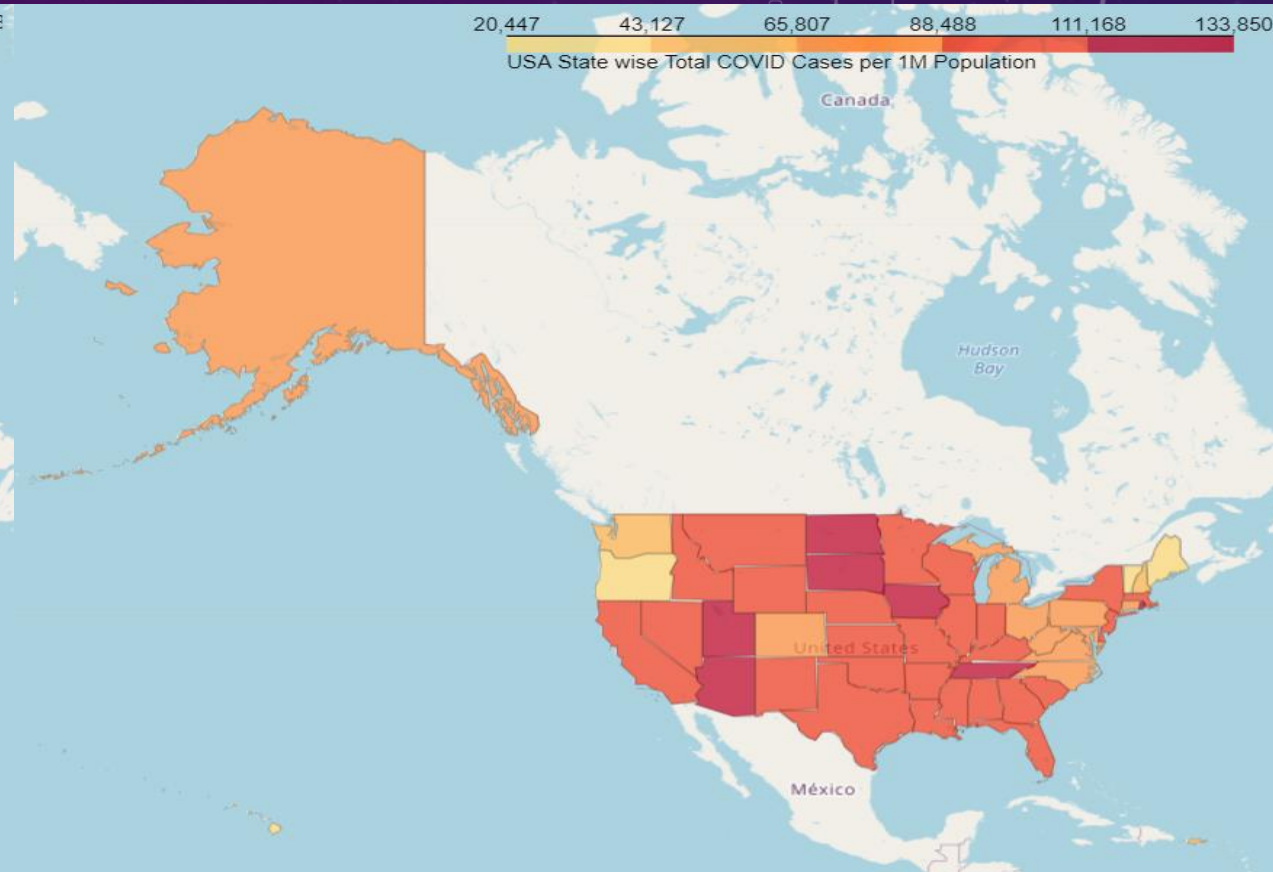 20,447 43,127 65,807 88,488 111,168 133,850
USA State wise Total COVID Cases per 1M Population
Canada
Hudson
Bay
United States
México